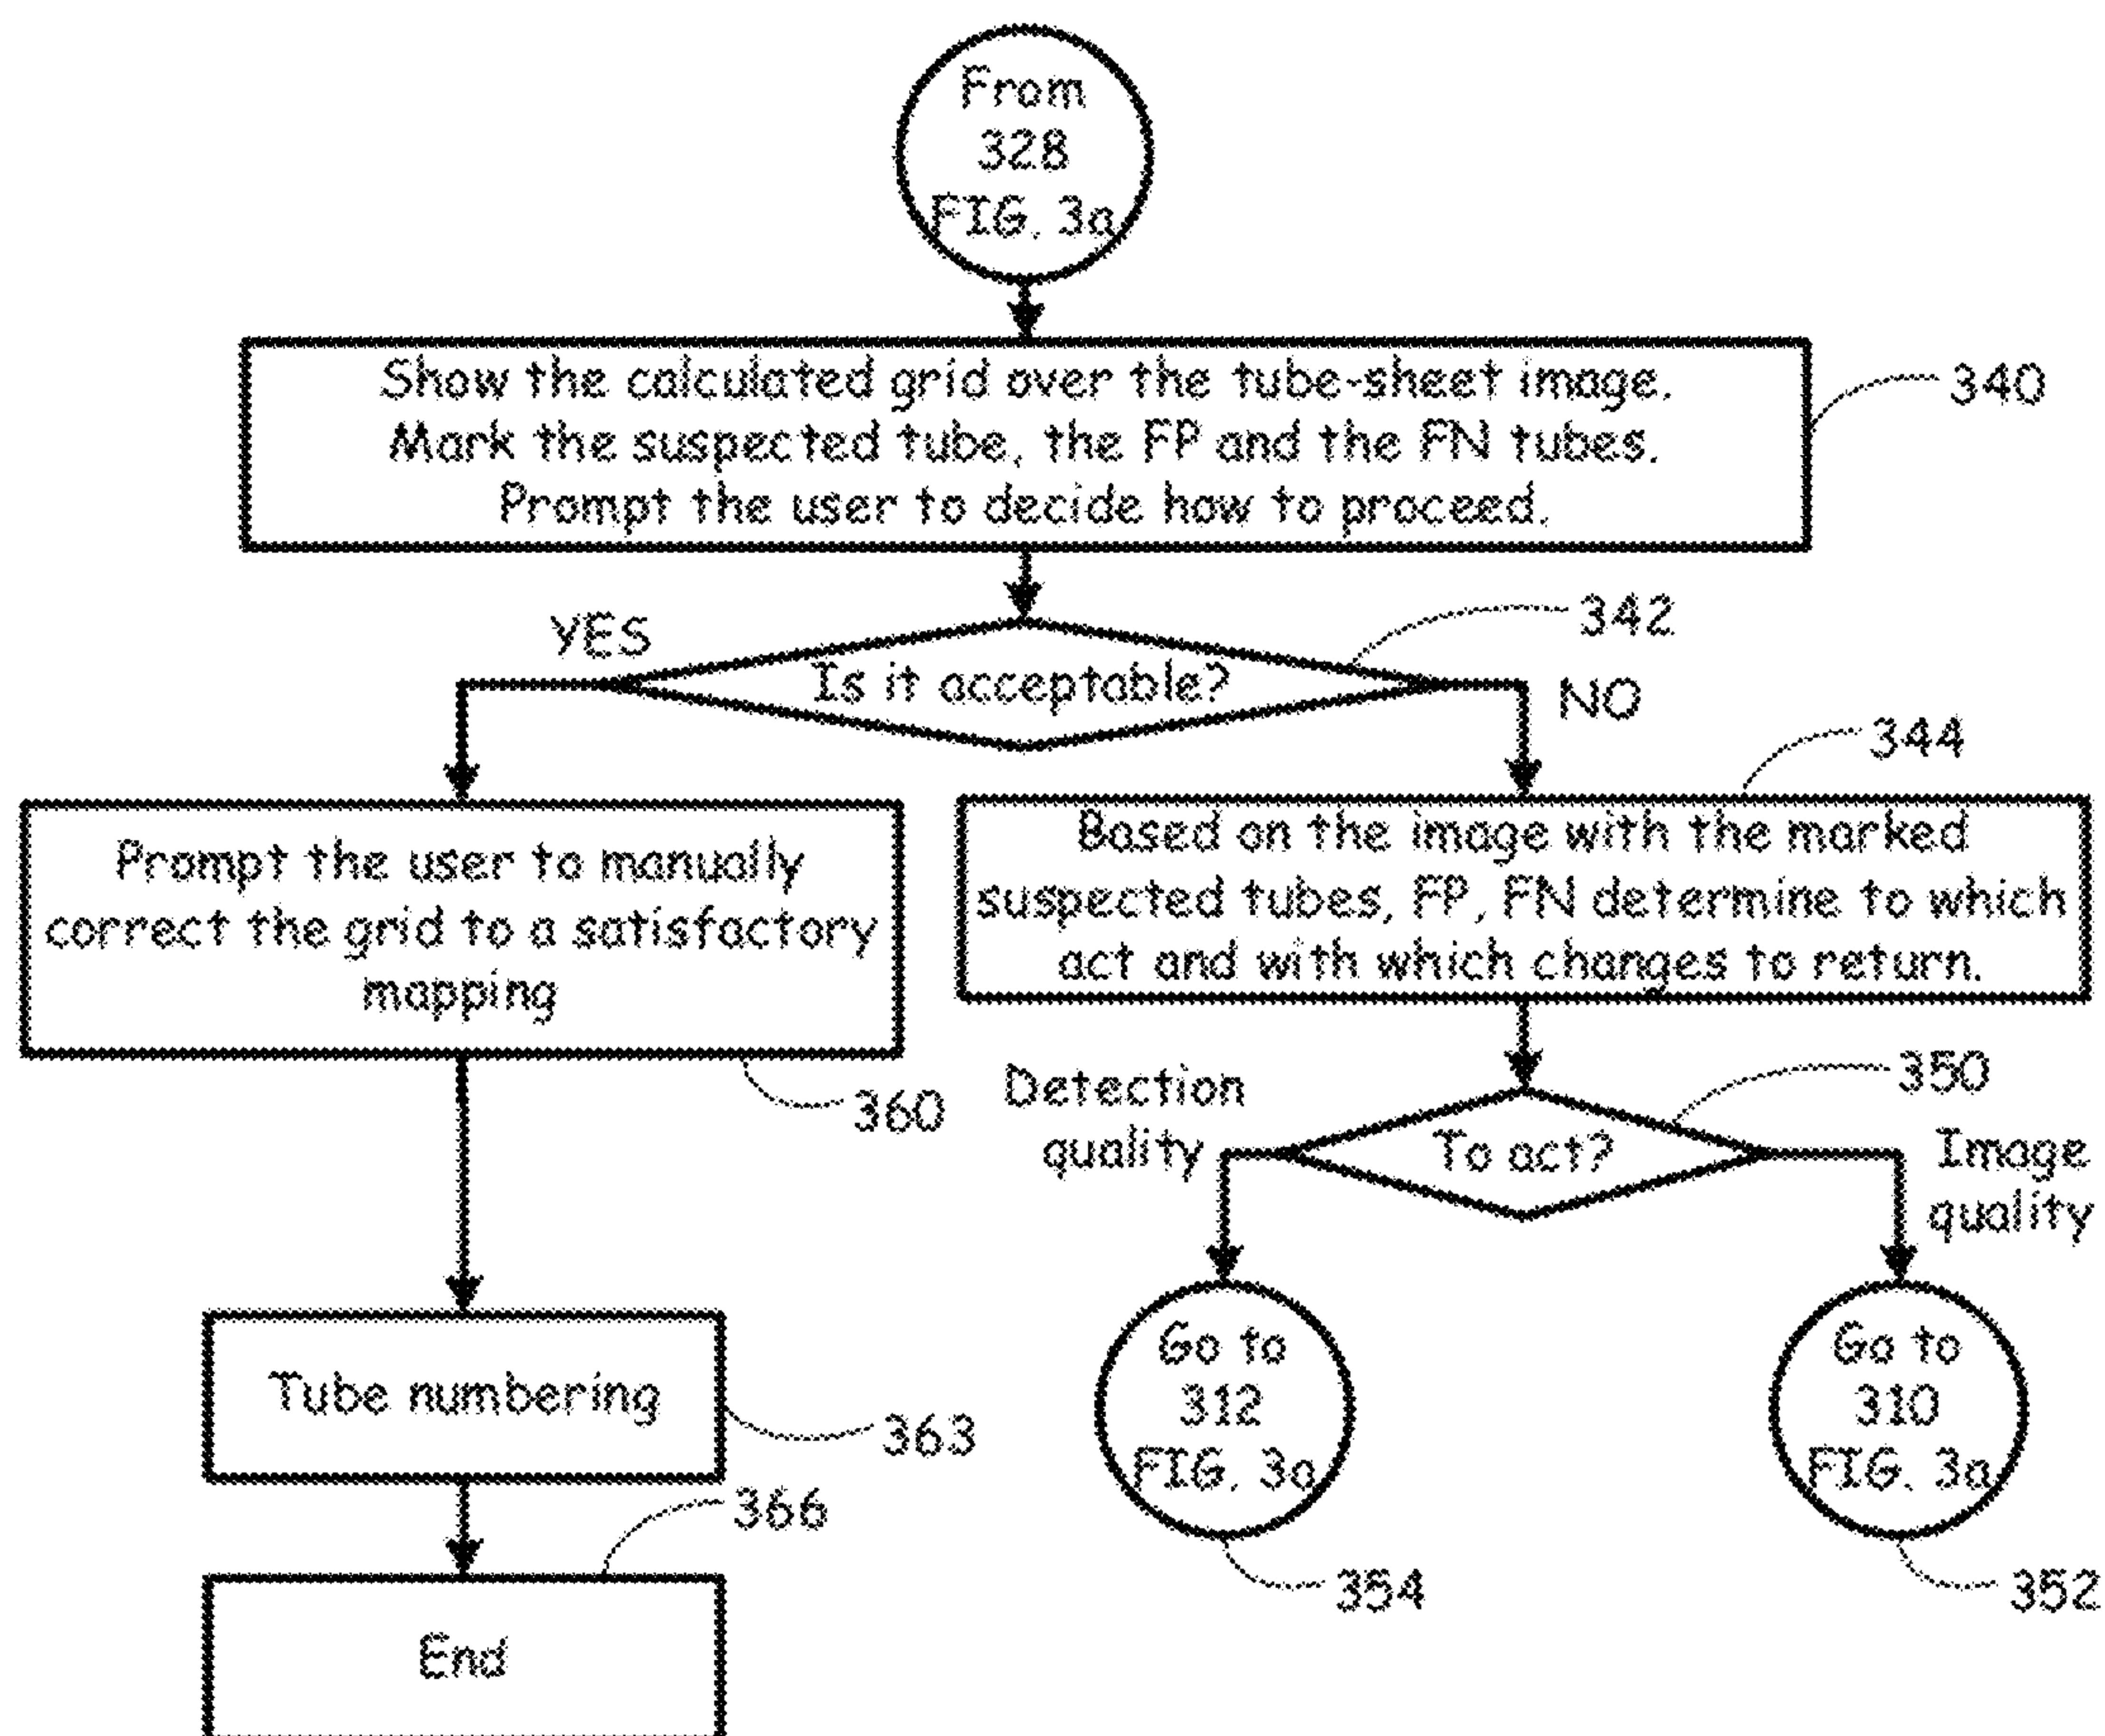 From
328
FIG. 3a
Show the calculated grid over the tube-sheet image.
Mark the suspected tube, the FP and the FN tubes.
Prompt the user to decide how to proceed.
340
342
YES
Is it acceptable?
NO
344
Prompt the user to manually
correct the grid to a satisfactory
mapping
360
Based on the image with the marked
suspected tubes, FP, FN determine to which
act and with which changes to return.
350
Detection
quality
To act?
Image
quality
Tube numbering
363
Go to
312
FIG. 3a
354
Go to
310
FIG. 3a
352
366
End